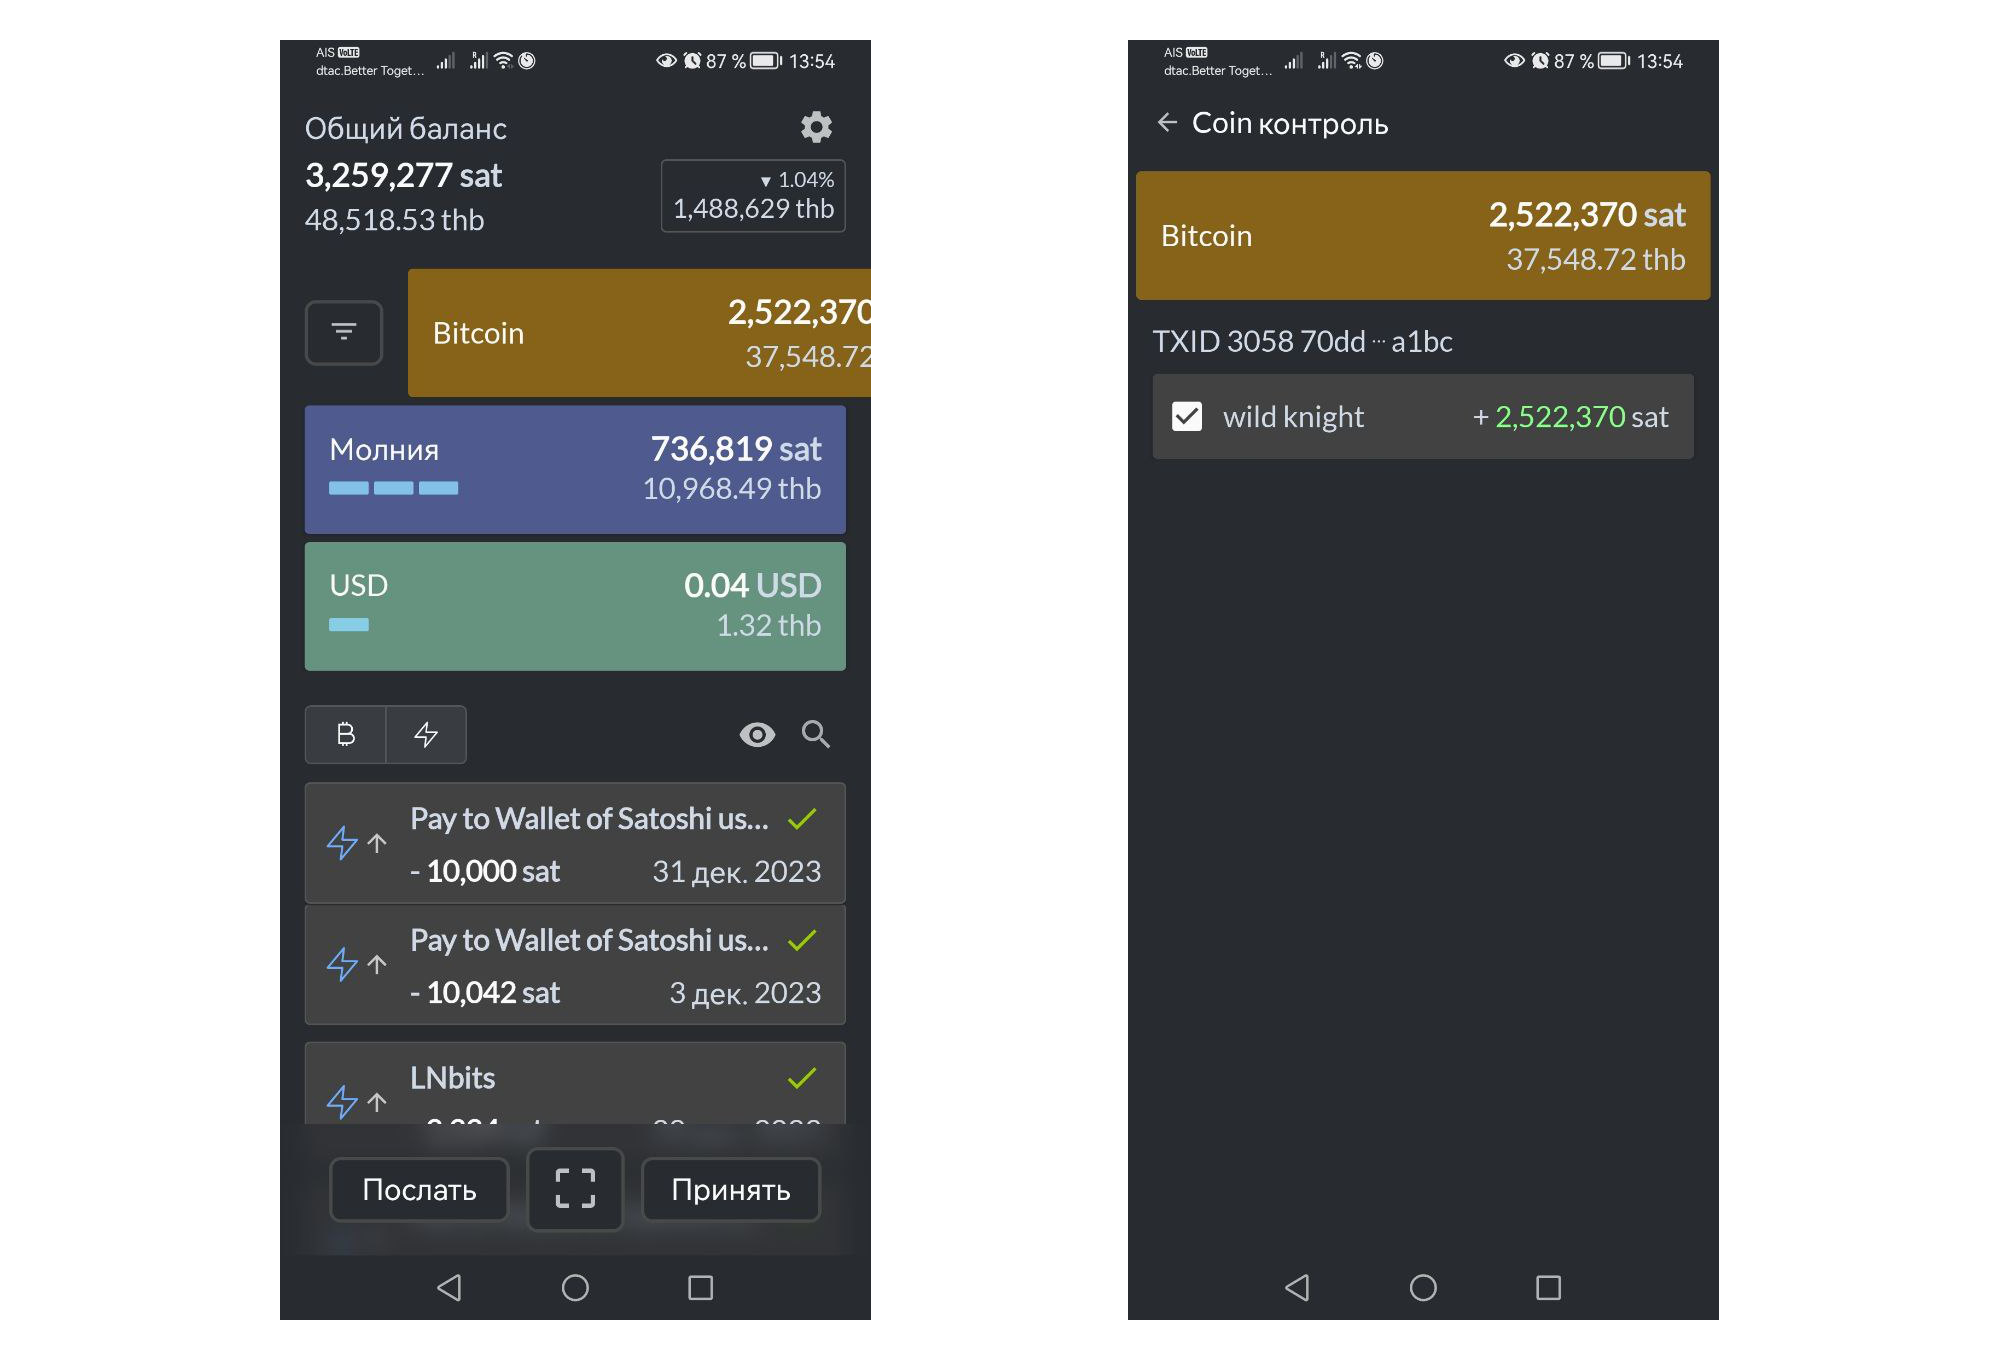 AIS VoLTE
dtac.Better Toget... R 87 % 13:54
Общий баланс
3,259,277 sat
48,518.53 thb
▼ 1.04%
1,488,629 thb
Bitcoin
2,522,370
37,548.72
Молния
736,819 sat
10,968.49 thb
USD
0.04 USD
1.32 thb
Pay to Wallet of Satoshi us...
- 10,000 sat 31 дек. 2023
Pay to Wallet of Satoshi us...
- 10,042 sat 3 дек. 2023
LNbits
Послать
Принять
AIS VoLTE
dtac.Better Toget... R 87 % 13:54
Coin контроль
Bitcoin
2,522,370 sat
37,548.72 thb
TXID 3058 70dd ··· a1bc
wild knight + 2,522,370 sat